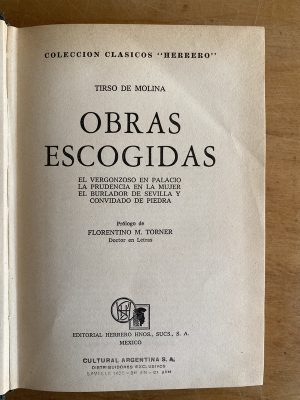 COLECCION CLASICOS "HERRERO"
TIRSO DE MOLINA
OBRAS
ESCOGIDAS
EL VERGONZOSO EN PALACIO
LA PRUDENCIA EN LA MUJER
EL BURLADOR DE SEVILLA Y
CONVIDADO DE PIEDRA
Prólogo de
FLORENTINO M. TORNER
Doctor en Letras
EDITORIAL HERRERO HNOS., SUCS., S. A.
MEXICO
CULTURAL ARGENTINA S.A.
DISTRIBUIDORES EXCLUSIVOS